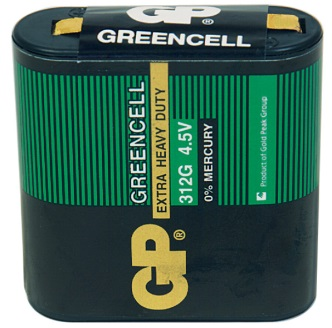 GP
GREENCELL
GP®
GREENCELL
EXTRA HEAVY DUTY
312G 4.5V
0% MERCURY
Product of Gold Peak Group